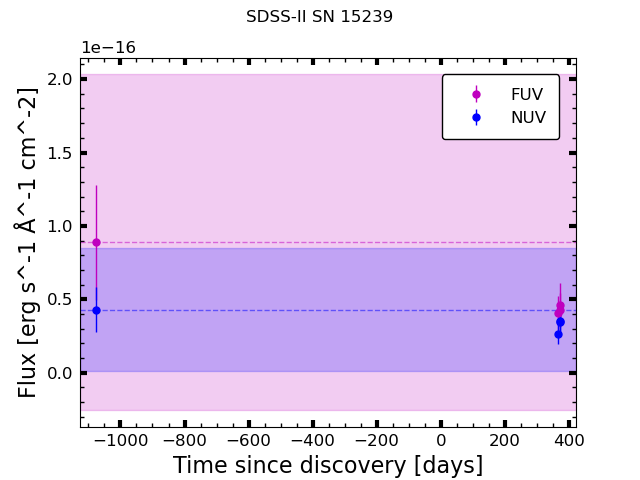 SDSS-II SN 15239
1e−16
FUV
NUV
2.0
1.5
1.0
0.5
0.0
Flux [erg s^-1 Å^-1 cm^-2]
−1000 −800 −600 −400 −200 0 200 400
Time since discovery [days]